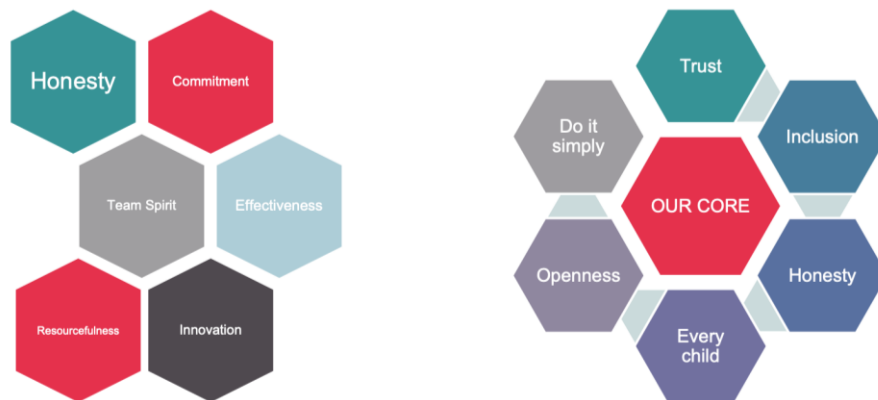 Honesty
Commitment
Team Spirit
Effectiveness
Resourcefulness
Innovation
Trust
Do it
simply
Inclusion
OUR CORE
Openness
Honesty
Every
child